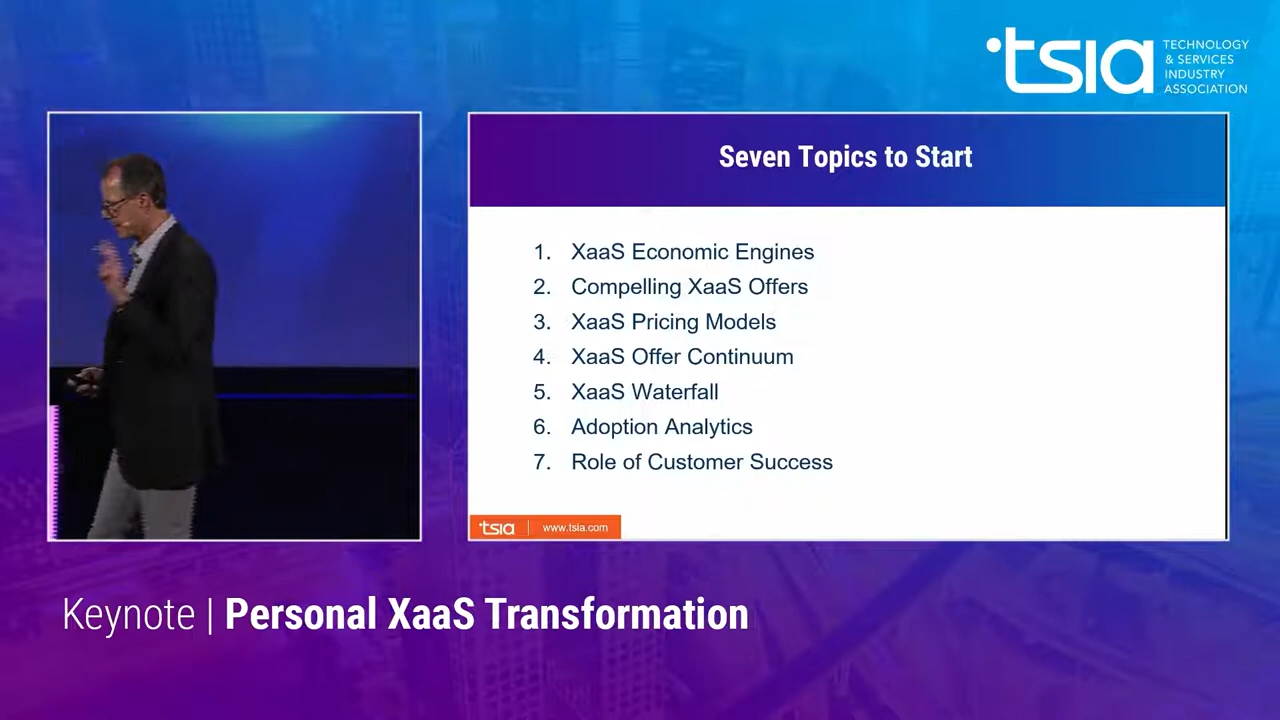 tsia
TECHNOLOGY
& SERVICES
INDUSTRY
ASSOCIATION
Seven Topics to Start
1. XaaS Economic Engines
2. Compelling XaaS Offers
3. XaaS Pricing Models
4. XaaS Offer Continuum
5. XaaS Waterfall
6. Adoption Analytics
7. Role of Customer Success
tsia | www.tsia.com
Keynote | Personal XaaS Transformation